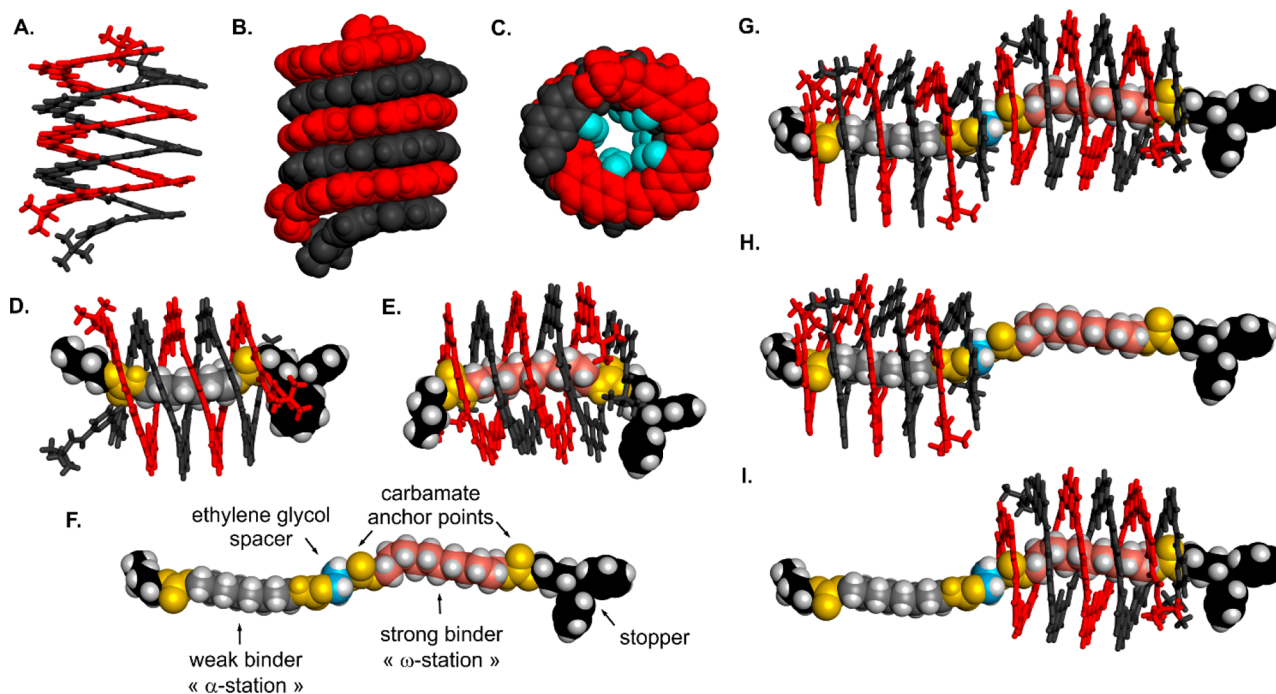 A.
B.
C.
G.
D.
E.
H.
F.
ethylene glycol
spacer
carbamate
anchor points
I.
weak binder
« α-station »
strong binder
« ω-station »
stopper